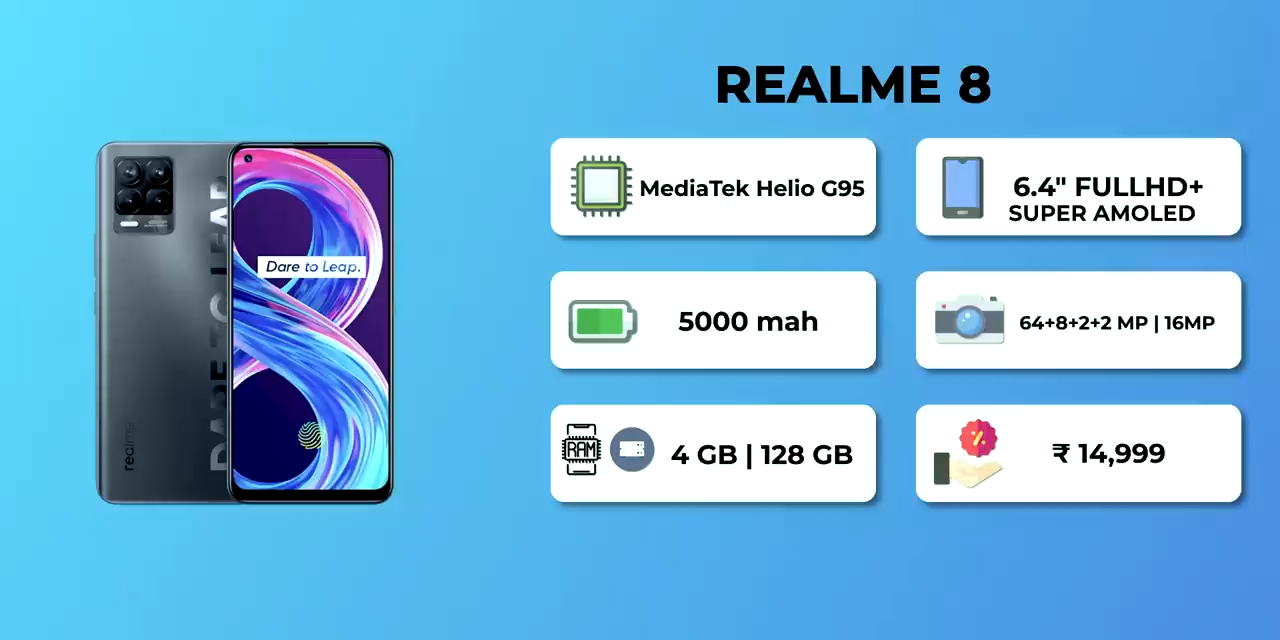 REALME 8
MediaTek Helio G95
6.4" FULLHD+
SUPER AMOLED
5000 mah
64+8+2+2 MP | 16MP
RAM
4 GB | 128 GB
₹ 14,999
Dare to Leap.
DARE TO LEAP
realme